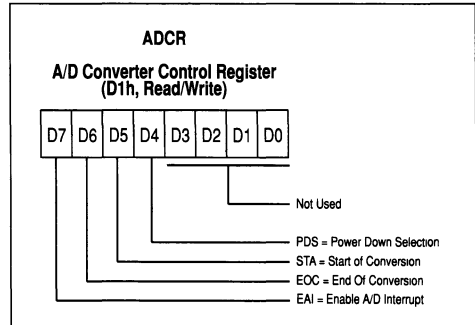 ADCR
A/D Converter Control Register
(D1h, Read/Write)
D7 D6 D5 D4 D3 D2 D1 D0
Not Used
PDS = Power Down Selection
STA = Start of Conversion
EOC = End Of Conversion
EAI = Enable A/D Interrupt